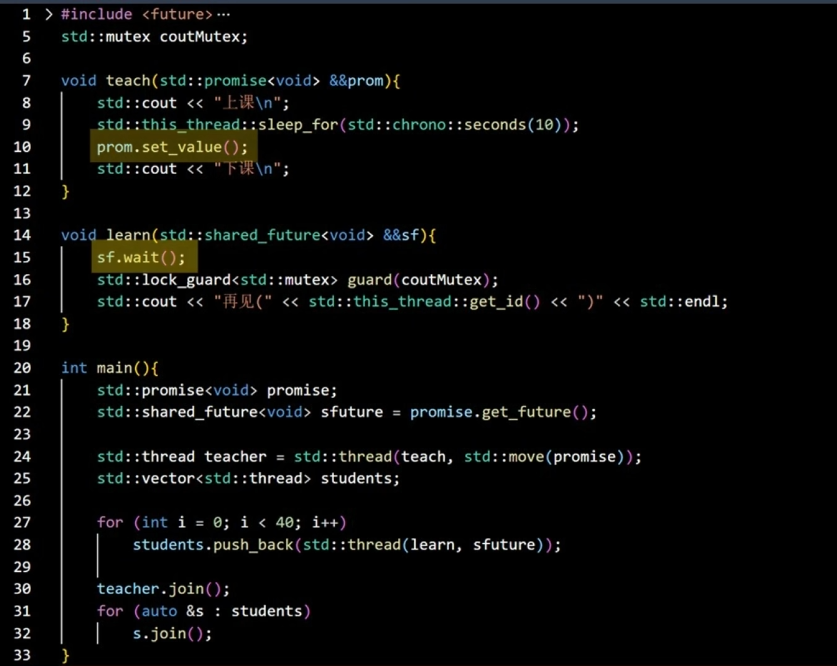 1 > #include <future>…
5 std::mutex coutMutex;
6
7 void teach(std::promise<void> &&prom){
8     std::cout << "上课\n";
9     std::this_thread::sleep_for(std::chrono::seconds(10));
10     prom.set_value();
11     std::cout << "下课\n";
12 }
13
14 void learn(std::shared_future<void> &&sf){
15     sf.wait();
16     std::lock_guard<std::mutex> guard(coutMutex);
17     std::cout << "再见(" << std::this_thread::get_id() << ")" << std::endl;
18 }
19
20 int main(){
21     std::promise<void> promise;
22     std::shared_future<void> sfuture = promise.get_future();
23
24     std::thread teacher = std::thread(teach, std::move(promise));
25     std::vector<std::thread> students;
26
27     for (int i = 0; i < 40; i++)
28         students.push_back(std::thread(learn, sfuture));
29
30     teacher.join();
31     for (auto &s : students)
32         s.join();
33 }